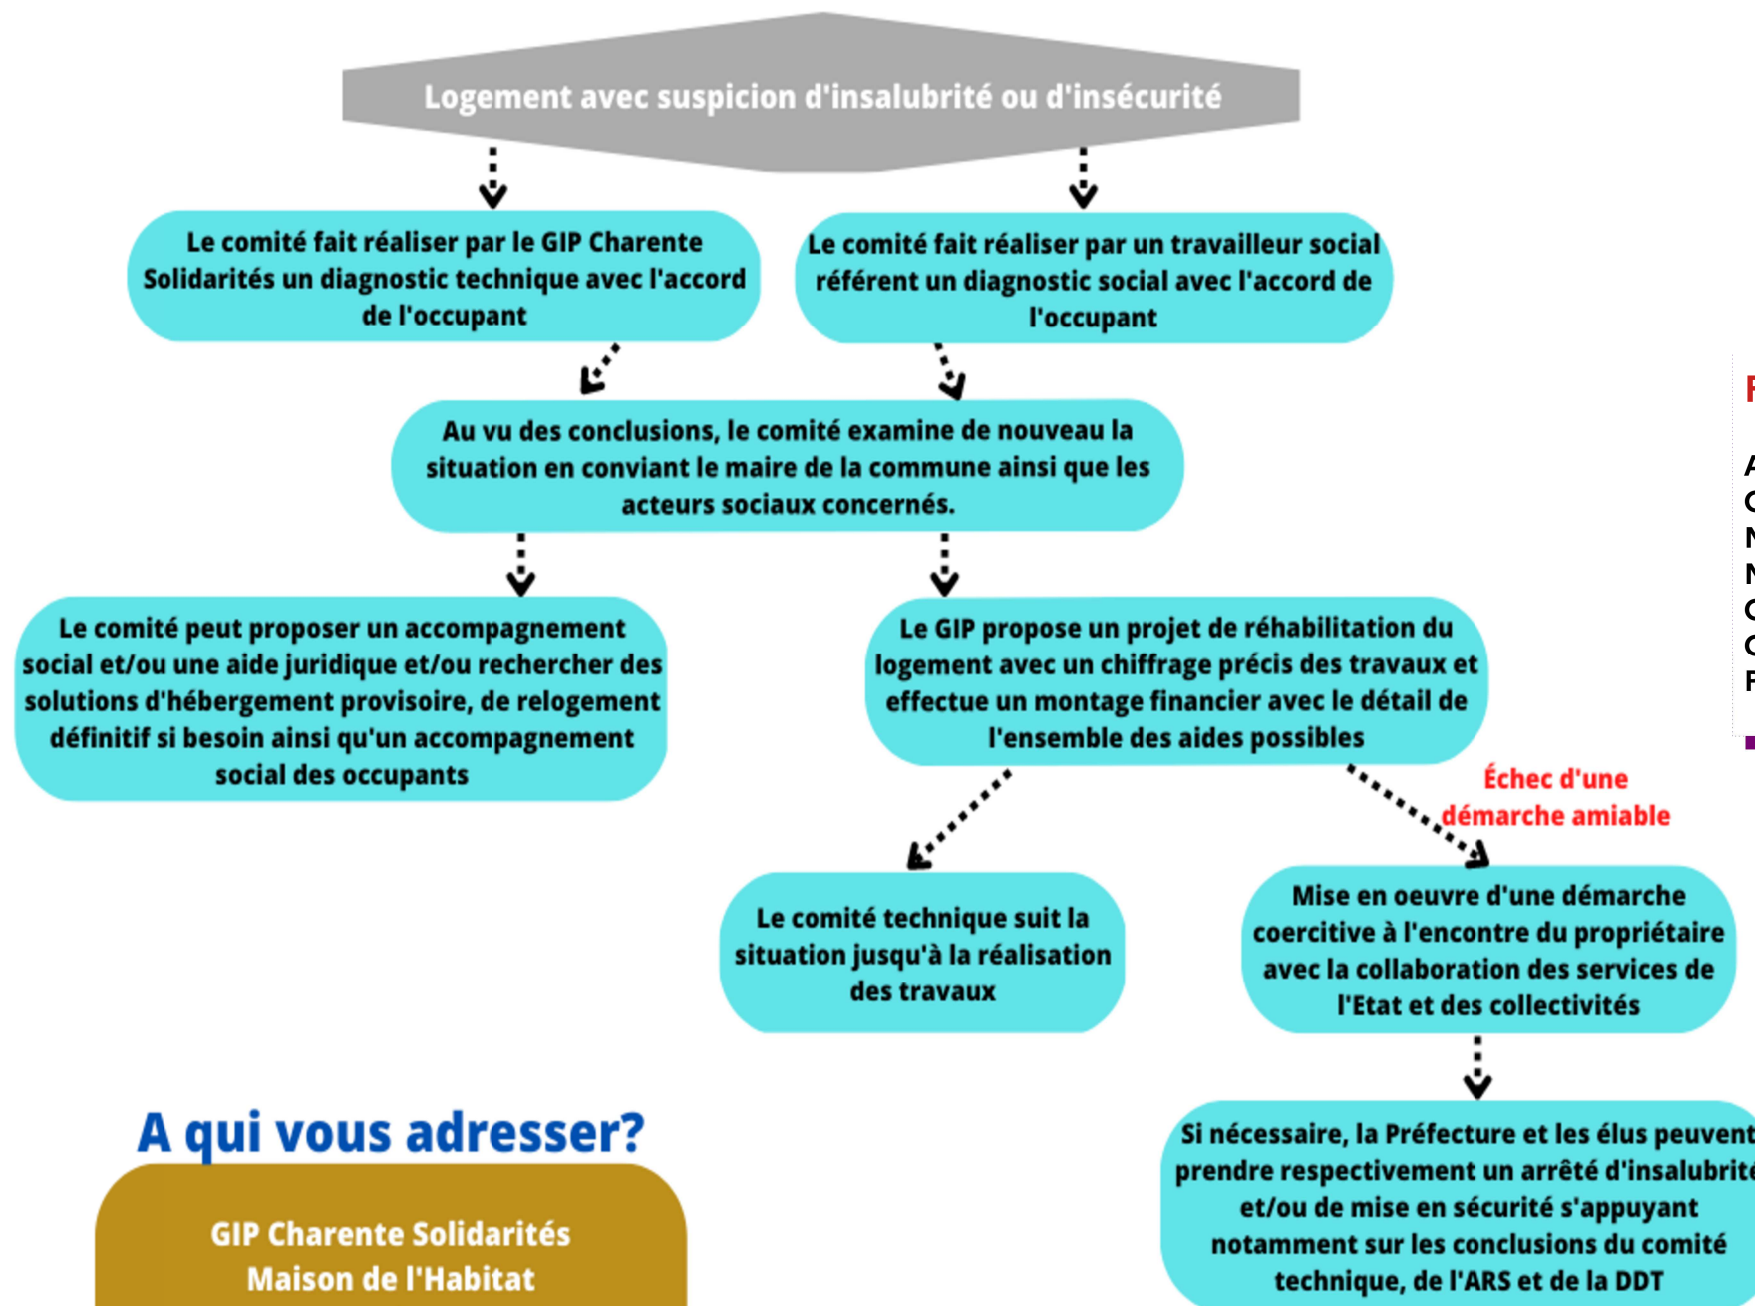 Logement avec suspicion d'insalubrité ou d'insécurité
Le comité fait réaliser par le GIP Charente
Solidarités un diagnostic technique avec l'accord
de l'occupant
Le comité fait réaliser par un travailleur social
référent un diagnostic social avec l'accord de
l'occupant
Au vu des conclusions, le comité examine de nouveau la
situation en conviant le maire de la commune ainsi que les
acteurs sociaux concernés.
Le comité peut proposer un accompagnement
social et/ou une aide juridique et/ou rechercher des
solutions d'hébergement provisoire, de relogement
définitif si besoin ainsi qu'un accompagnement
social des occupants
Le GIP propose un projet de réhabilitation du
logement avec un chiffrage précis des travaux et
effectue un montage financier avec le détail de
l'ensemble des aides possibles
Échec d'une
démarche amiable
Le comité technique suit la
situation jusqu'à la réalisation
des travaux
Mise en oeuvre d'une démarche
coercitive à l'encontre du propriétaire
avec la collaboration des services de
l'Etat et des collectivités
Si nécessaire, la Préfecture et les élus peuvent
prendre respectivement un arrêté d'insalubrité
et/ou de mise en sécurité s'appuyant
notamment sur les conclusions du comité
technique, de l'ARS et de la DDT
A qui vous adresser?
GIP Charente Solidarités
Maison de l'Habitat